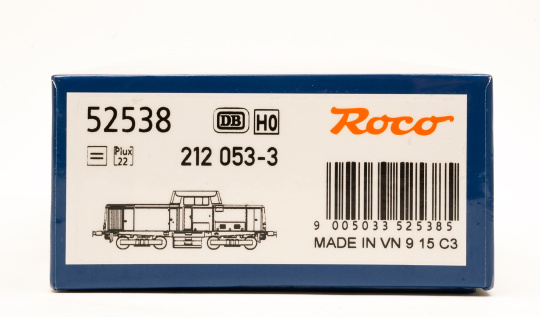 52538 DB H0 Roco
= Plux 22 212 053-3
9 005033 525385
MADE IN VN 9 15 C3